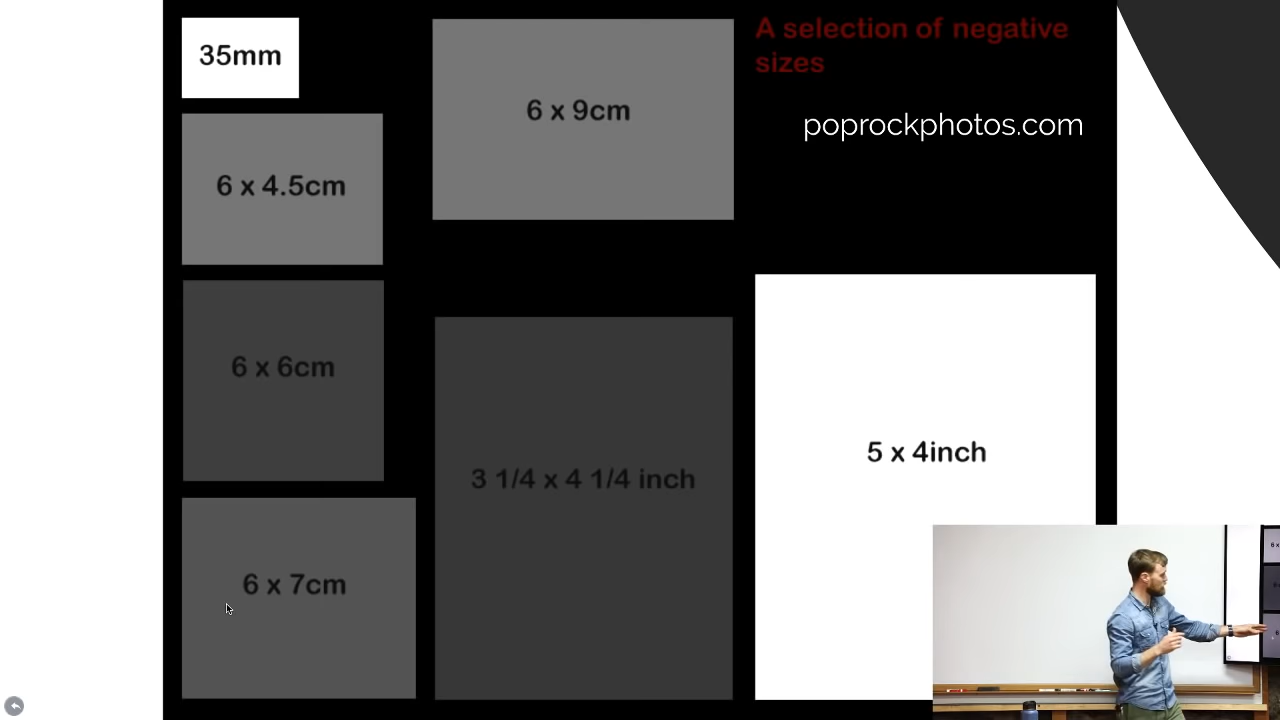 35mm
6 x 4.5cm
6 x 6cm
6 x 7cm
6 x 9cm
3 1/4 x 4 1/4 inch
A selection of negative
sizes
poprockphotos.com
5 x 4inch